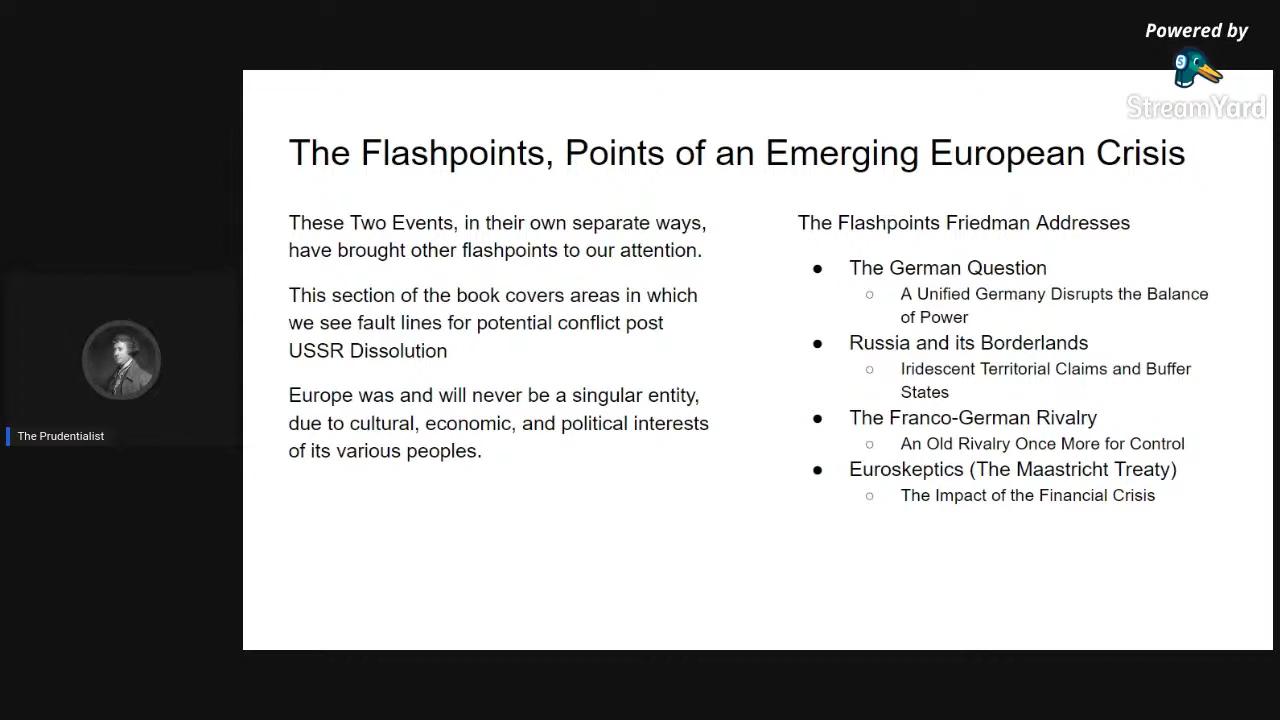 Powered by
StreamYard
The Flashpoints, Points of an Emerging European Crisis
These Two Events, in their own separate ways,
have brought other flashpoints to our attention.
This section of the book covers areas in which
we see fault lines for potential conflict post
USSR Dissolution
Europe was and will never be a singular entity,
due to cultural, economic, and political interests
of its various peoples.
The Flashpoints Friedman Addresses
● The German Question
○ A Unified Germany Disrupts the Balance
of Power
● Russia and its Borderlands
○ Iridescent Territorial Claims and Buffer
States
● The Franco-German Rivalry
○ An Old Rivalry Once More for Control
● Euroskeptics (The Maastricht Treaty)
○ The Impact of the Financial Crisis
The Prudentialist